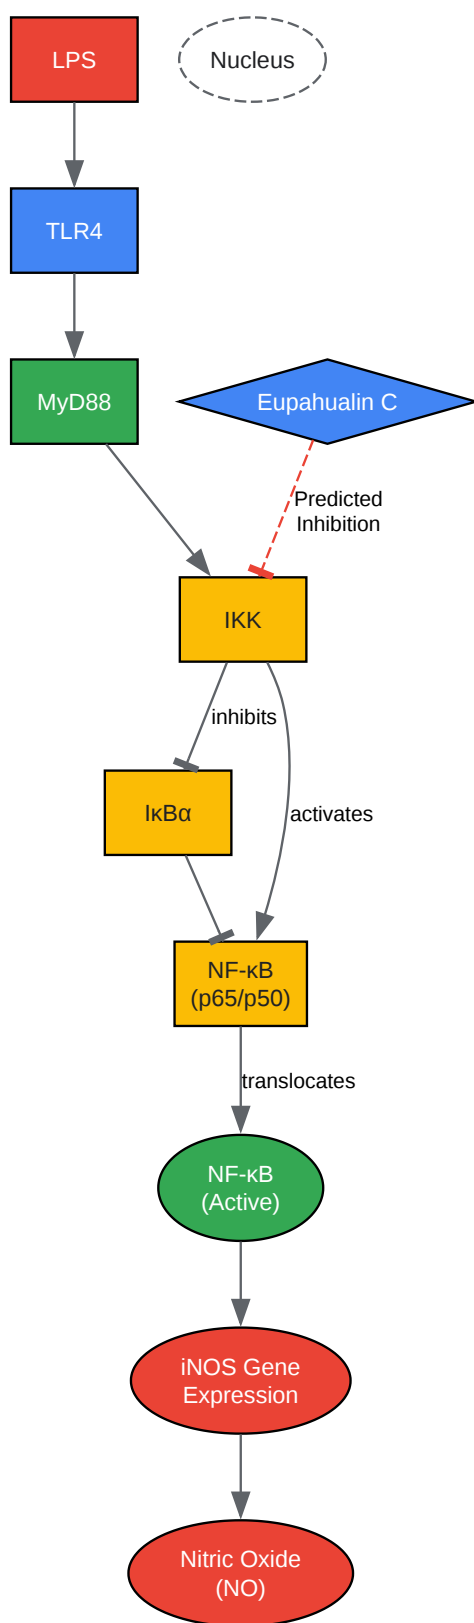 LPS
Nucleus
TLR4
MyD88
Eupahualin C
Predicted
Inhibition
IKK
inhibits
IκBα
activates
NF-κB
(p65/p50)
translocates
NF-κB
(Active)
iNOS Gene
Expression
Nitric Oxide
(NO)